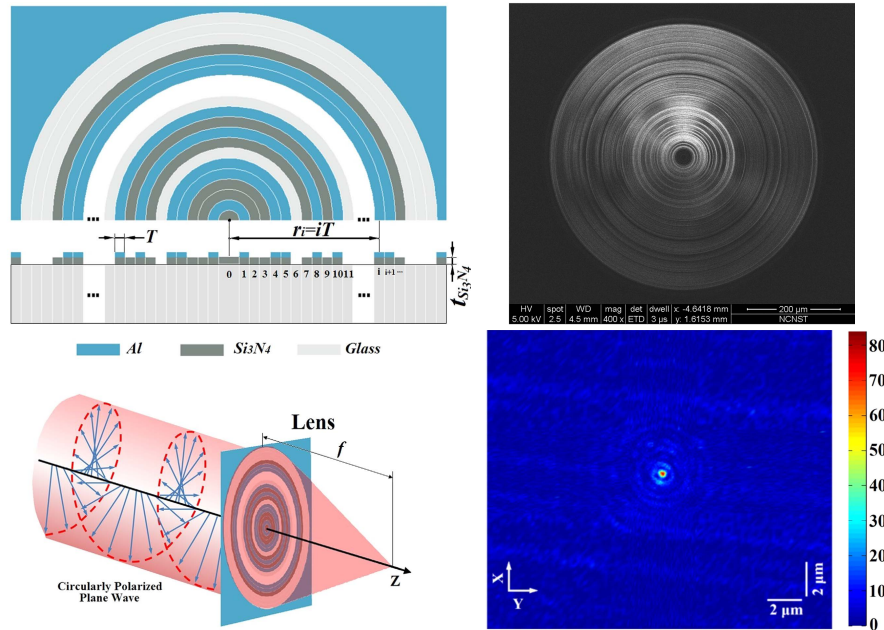 ...
...
T
rᵢ=iT
0 1 2 3 4 5 6 7 8 9 10 11 i i+1
...
...
tSi₃N₄
Al Si₃N₄ Glass
HV spot WD mag det dwell x: -4.6418 mm 200 µm
5.00 kV 2.5 4.5 mm 400 x ETD 3 µs y: 1.6153 mm NCNST
Lens
f
Z
Circularly Polarized
Plane Wave
X
Y
2 µm
2 µm
80
70
60
50
40
30
20
10
0